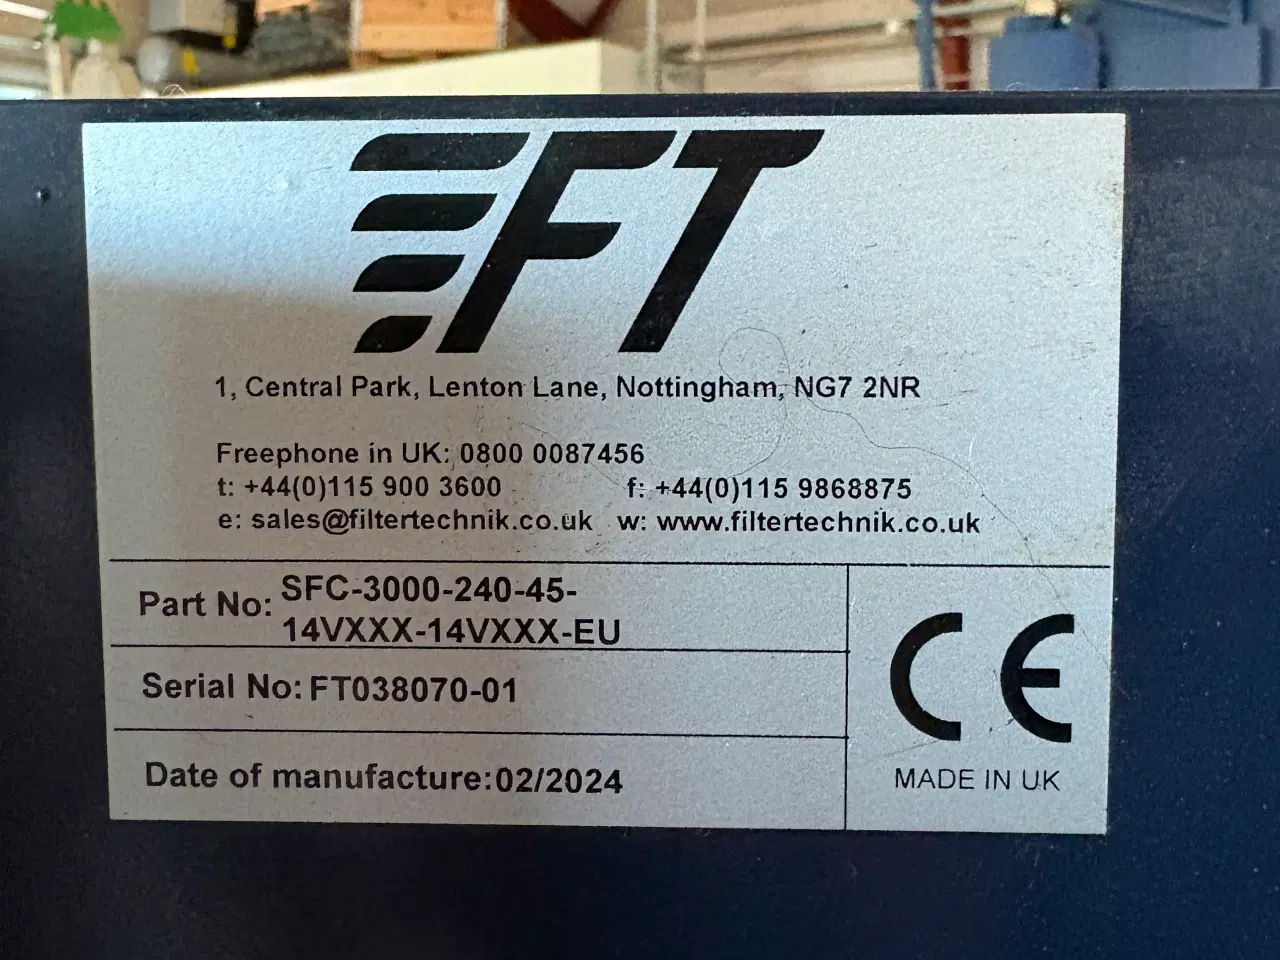 FT
1, Central Park, Lenton Lane, Nottingham, NG7 2NR
Freephone in UK: 0800 0087456
t: +44(0)115 900 3600 f: +44(0)115 9868875
e: sales@filtertechnik.co.uk w: www.filtertechnik.co.uk
Part No: SFC-3000-240-45-
14VXXX-14VXXX-EU
Serial No: FT038070-01
Date of manufacture: 02/2024
CE
MADE IN UK